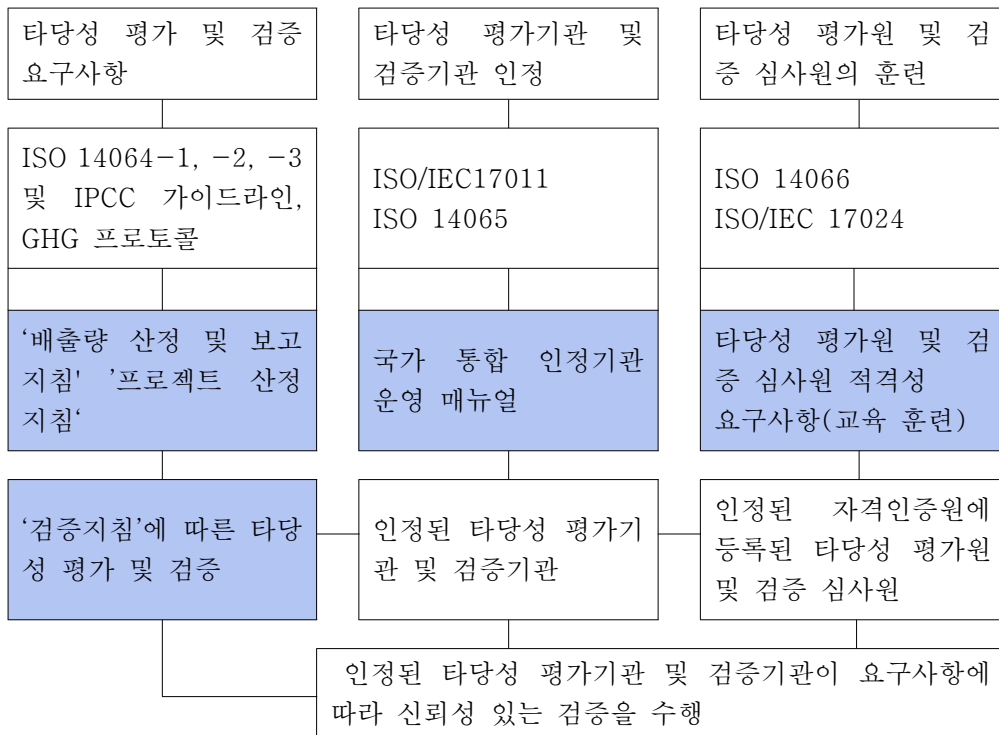 타당성 평가 및 검증
요구사항
타당성 평가기관 및
검증기관 인정
타당성 평가원 및 검
증 심사원의 훈련
ISO 14064-1, -2, -3
및 IPCC 가이드라인,
GHG 프로토콜
ISO/IEC17011
ISO 14065
ISO 14066
ISO/IEC 17024
‘배출량 산정 및 보고
지침' ’프로젝트 산정
지침‘
국가 통합 인정기관
운영 매뉴얼
타당성 평가원 및 검
증 심사원 적격성
요구사항(교육 훈련)
‘검증지침’에 따른 타당
성 평가 및 검증
인정된 타당성 평가기
관 및 검증기관
인정된 자격인증원에
등록된 타당성 평가원
및 검증 심사원
인정된 타당성 평가기관 및 검증기관이 요구사항에
따라 신뢰성 있는 검증을 수행